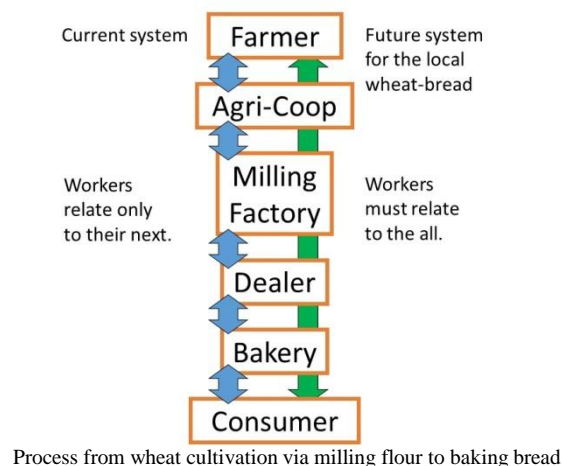 Current system
Farmer
Future system
for the local
wheat-bread
Agri-Coop
Workers
relate only
to their next.
Milling
Factory
Workers
must relate
to the all.
Dealer
Bakery
Consumer
Process from wheat cultivation via milling flour to baking bread